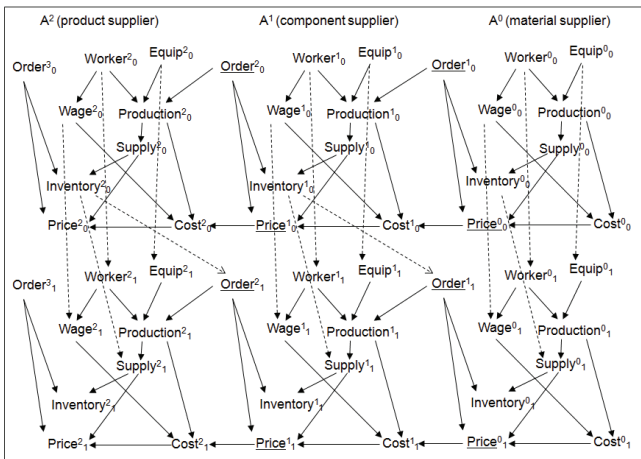 A² (product supplier) A¹ (component supplier) A⁰ (material supplier)
Order³₀ Worker²₀ Equip²₀ Order²₀ Worker¹₀ Equip¹₀ Order¹₀ Worker⁰₀ Equip⁰₀
Wage²₀ Production²₀ Wage¹₀ Production¹₀ Wage⁰₀ Production⁰₀
Supply²₀ Supply¹₀ Supply⁰₀
Inventory²₀ Inventory¹₀ Inventory⁰₀
Price²₀ Cost²₀ Price¹₀ Cost¹₀ Price⁰₀ Cost⁰₀
Order³₁ Worker²₁ Equip²₁ Order²₁ Worker¹₁ Equip¹₁ Order¹₁ Worker⁰₁ Equip⁰₁
Wage²₁ Production²₁ Wage¹₁ Production¹₁ Wage⁰₁ Production⁰₁
Supply²₁ Supply¹₁ Supply⁰₁
Inventory²₁ Inventory¹₁ Inventory⁰₁
Price²₁ Cost²₁ Price¹₁ Cost¹₁ Price⁰₁ Cost⁰₁